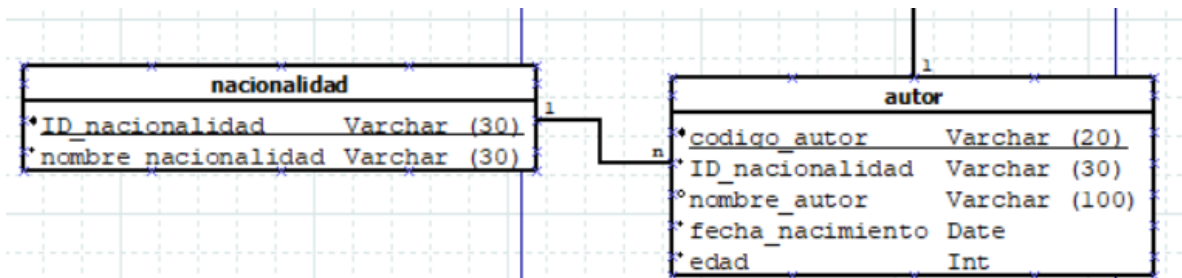 nacionalidad
ID_nacionalidad Varchar (30)
nombre_nacionalidad Varchar (30)
1
n
1
autor
codigo_autor Varchar (20)
ID_nacionalidad Varchar (30)
nombre_autor Varchar (100)
fecha_nacimiento Date
edad Int